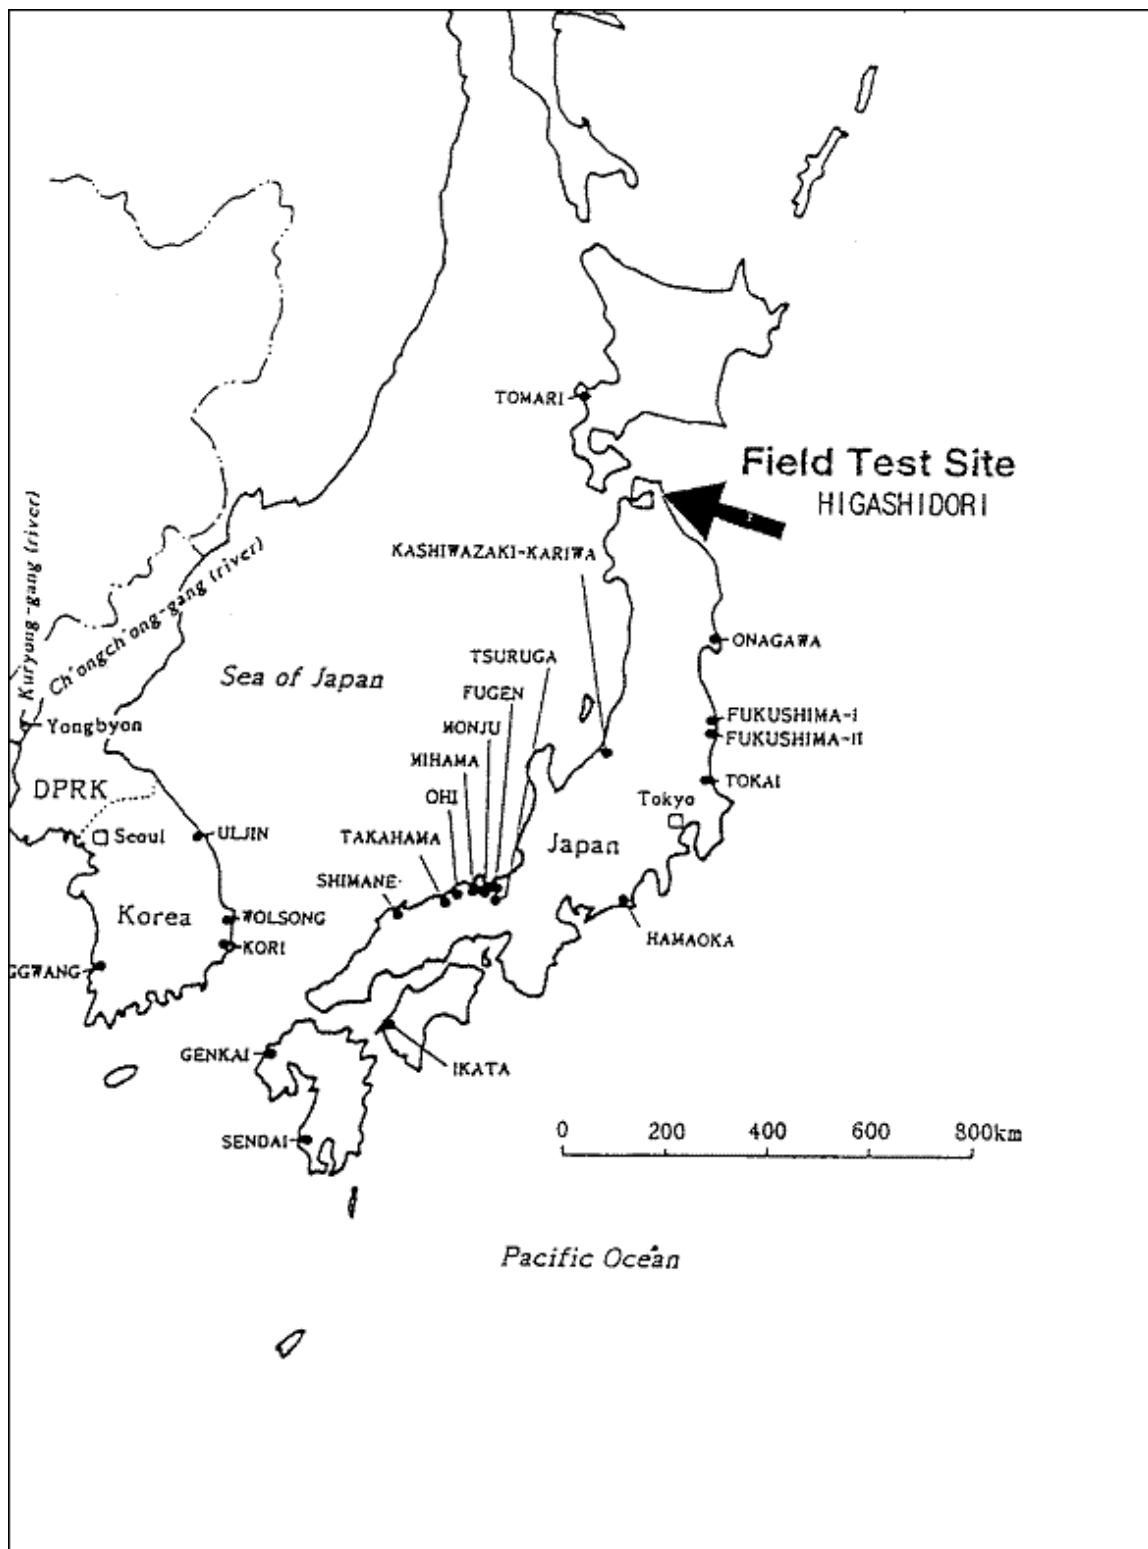 TOMARI
Field Test Site
HIGASHIDORI
Kuryong-gang (river)
Ch'ongch'ong-gang (river)
KASHIWAZAKI-KARIWA
ONAGAWA
TSURUGA
Sea of Japan
FUGEN
Yongbyon
MONJU
FUKUSHIMA-I
FUKUSHIMA-II
MIHAMA
TOKAI
DPRK
OHI
Tokyo
Seoul
ULJIN
TAKAHAMA
Japan
SHIMANE
Korea
WOLSONG
HAMAOKA
KORI
GGWANG
GENKAI
IKATA
SENDAI
0 200 400 600 800km
Pacific Ocean